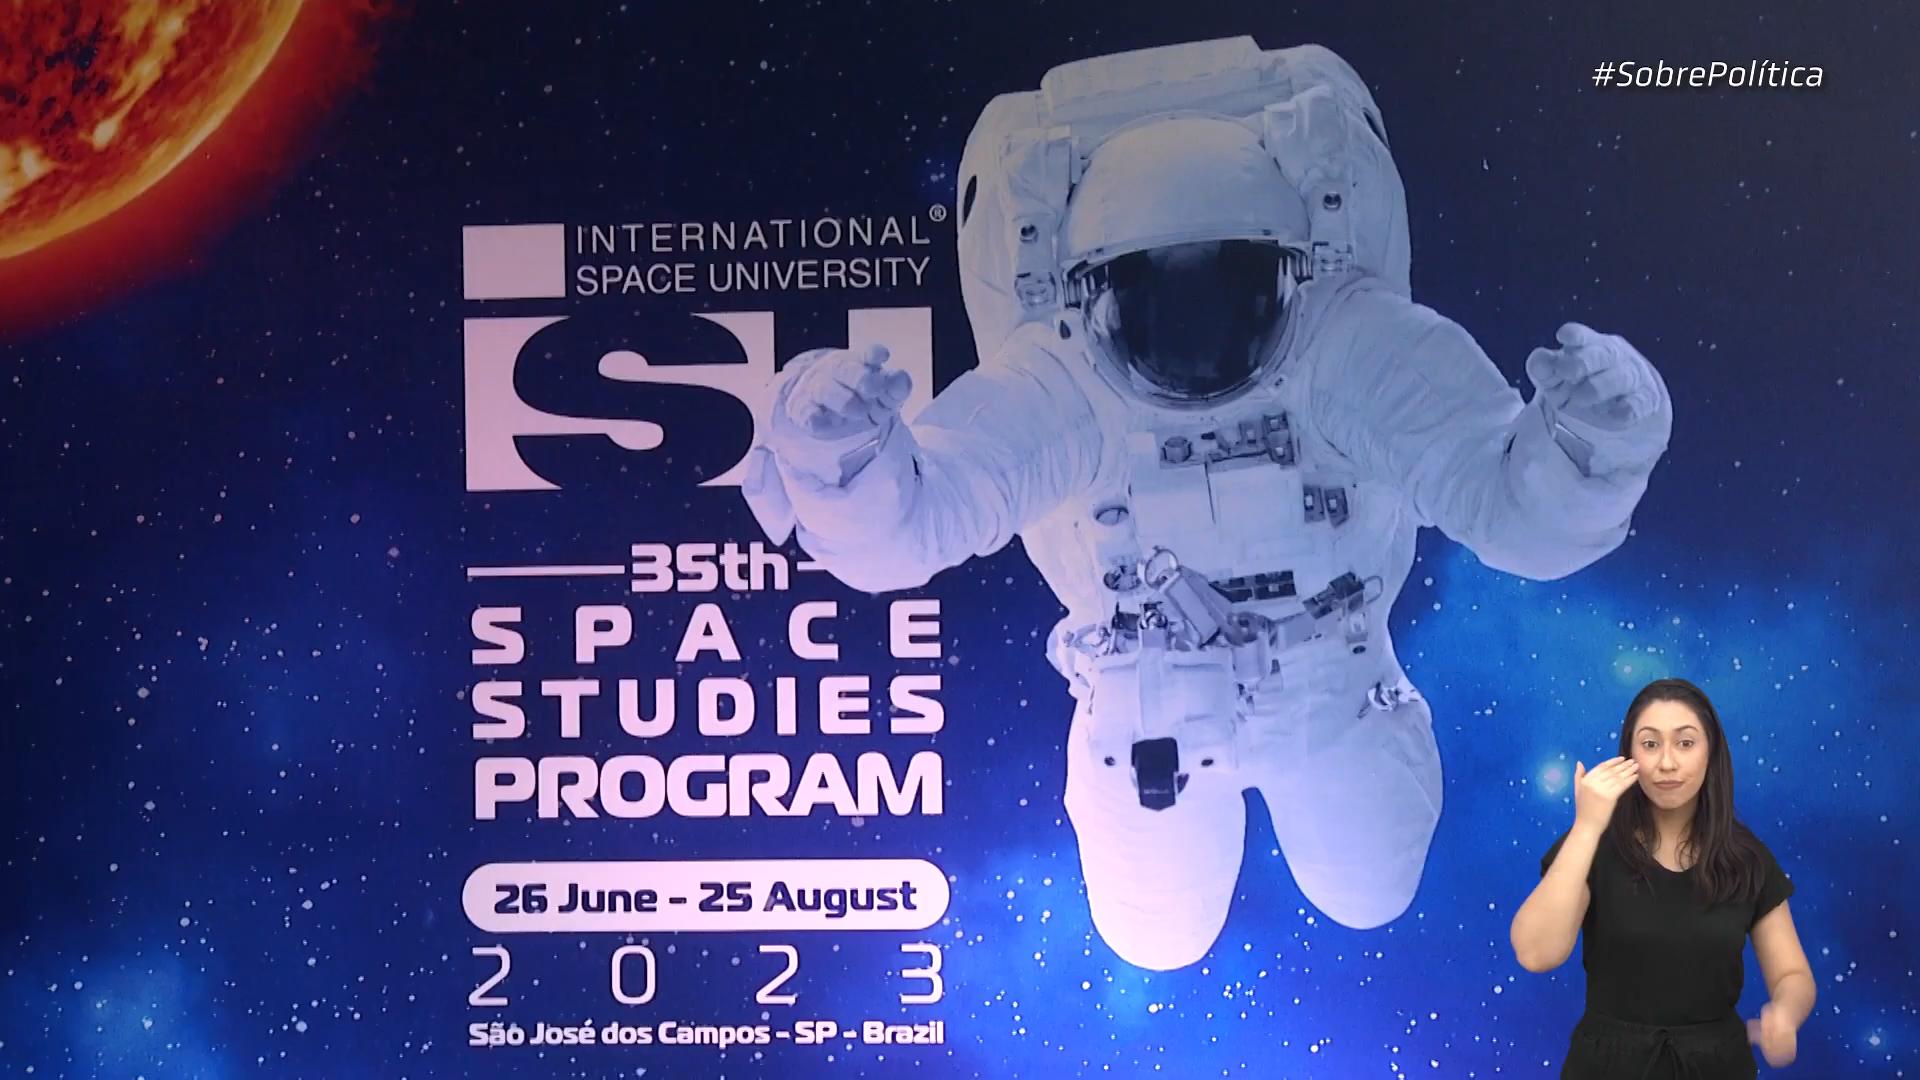 #SobrePolítica
INTERNATIONAL®
SPACE UNIVERSITY
ISU
35th
SPACE
STUDIES
PROGRAM
26 June - 25 August
2023
São José dos Campos - SP - Brazil